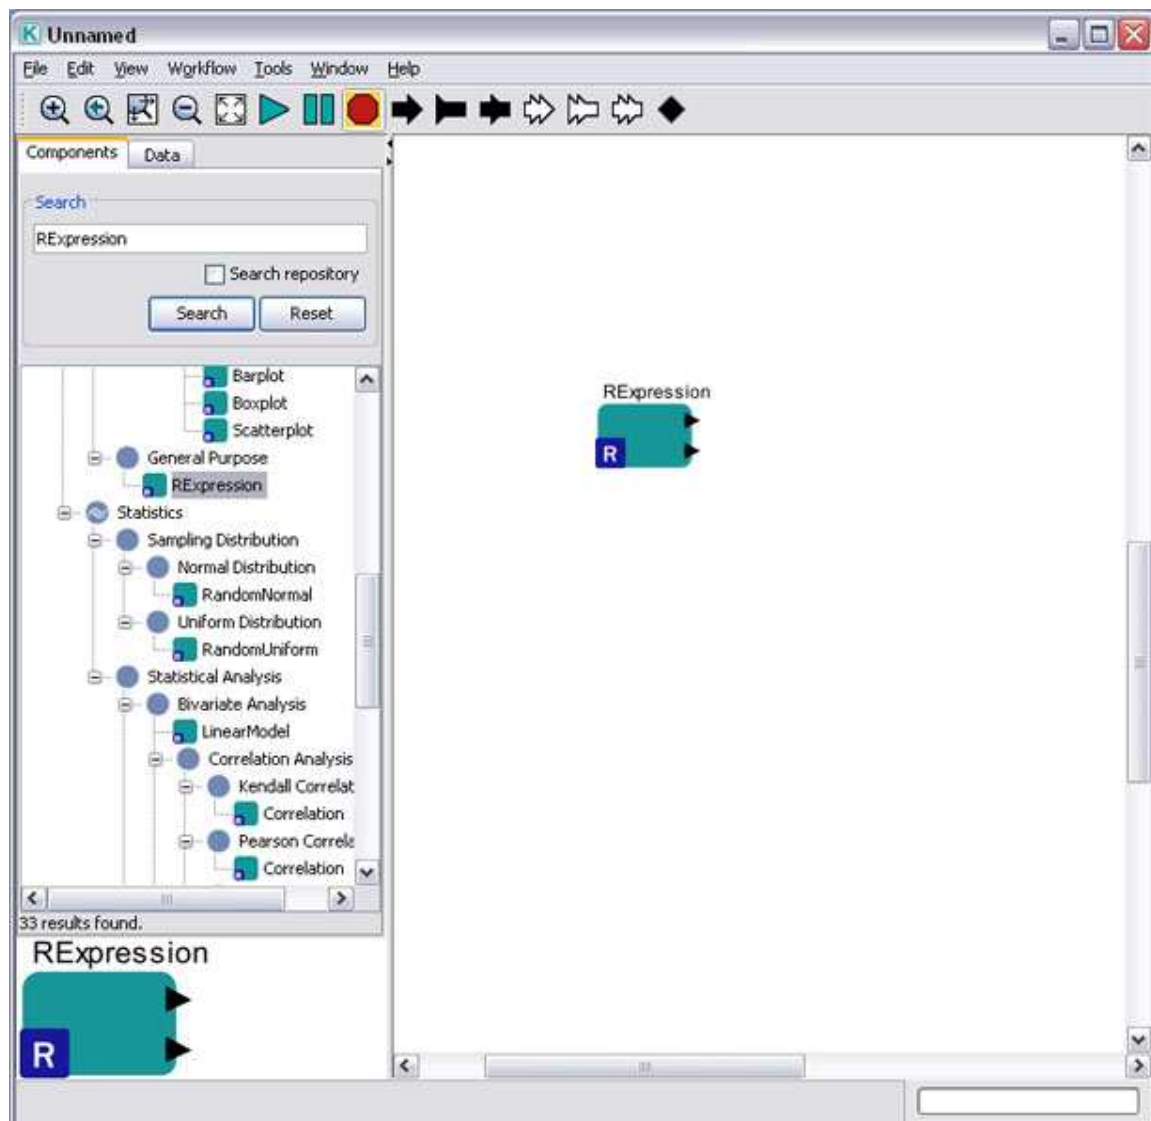 Unnamed
File Edit View Workflow Tools Window Help
Components Data
Search
RExpression
Search repository
Search Reset
Barplot
Boxplot
Scatterplot
General Purpose
RExpression
Statistics
Sampling Distribution
Normal Distribution
RandomNormal
Uniform Distribution
RandomUniform
Statistical Analysis
Bivariate Analysis
LinearModel
Correlation Analysis
Kendall Correlat
Correlation
Pearson Correla
Correlation
33 results found.
RExpression
R
RExpression
R